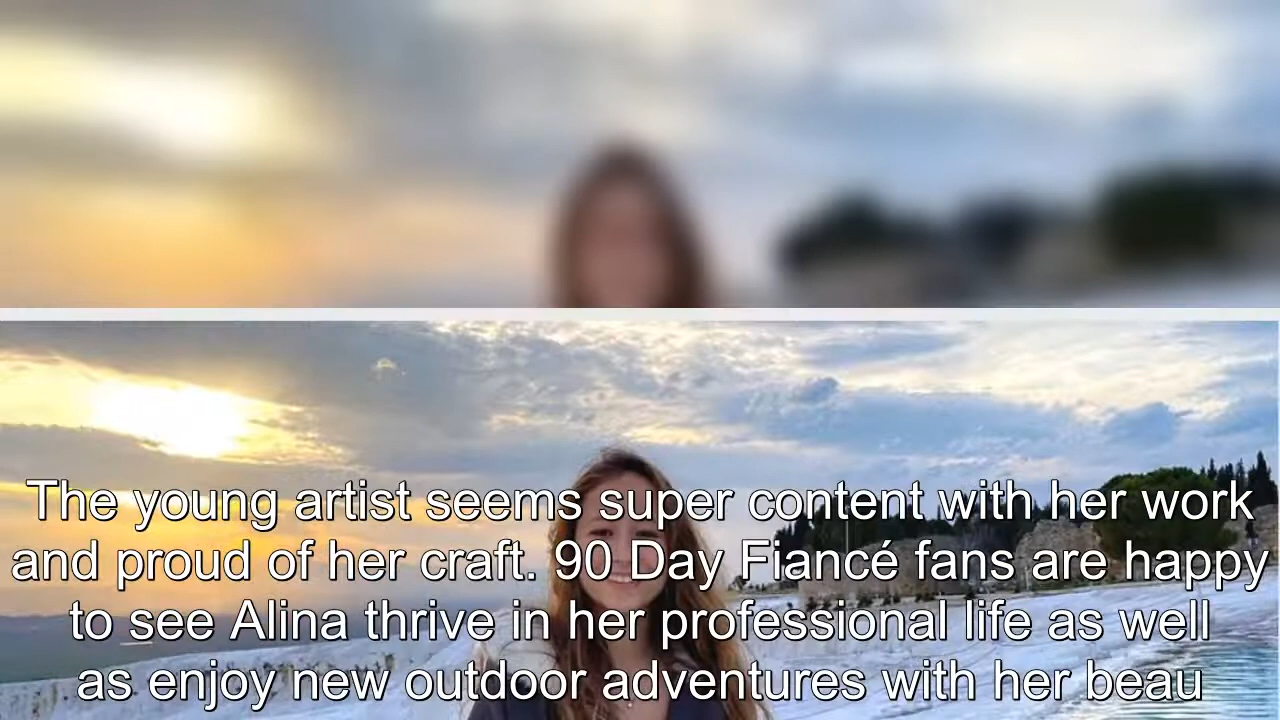 The young artist seems super content with her work
and proud of her craft. 90 Day Fiancé fans are happy
to see Alina thrive in her professional life as well
as enjoy new outdoor adventures with her beau